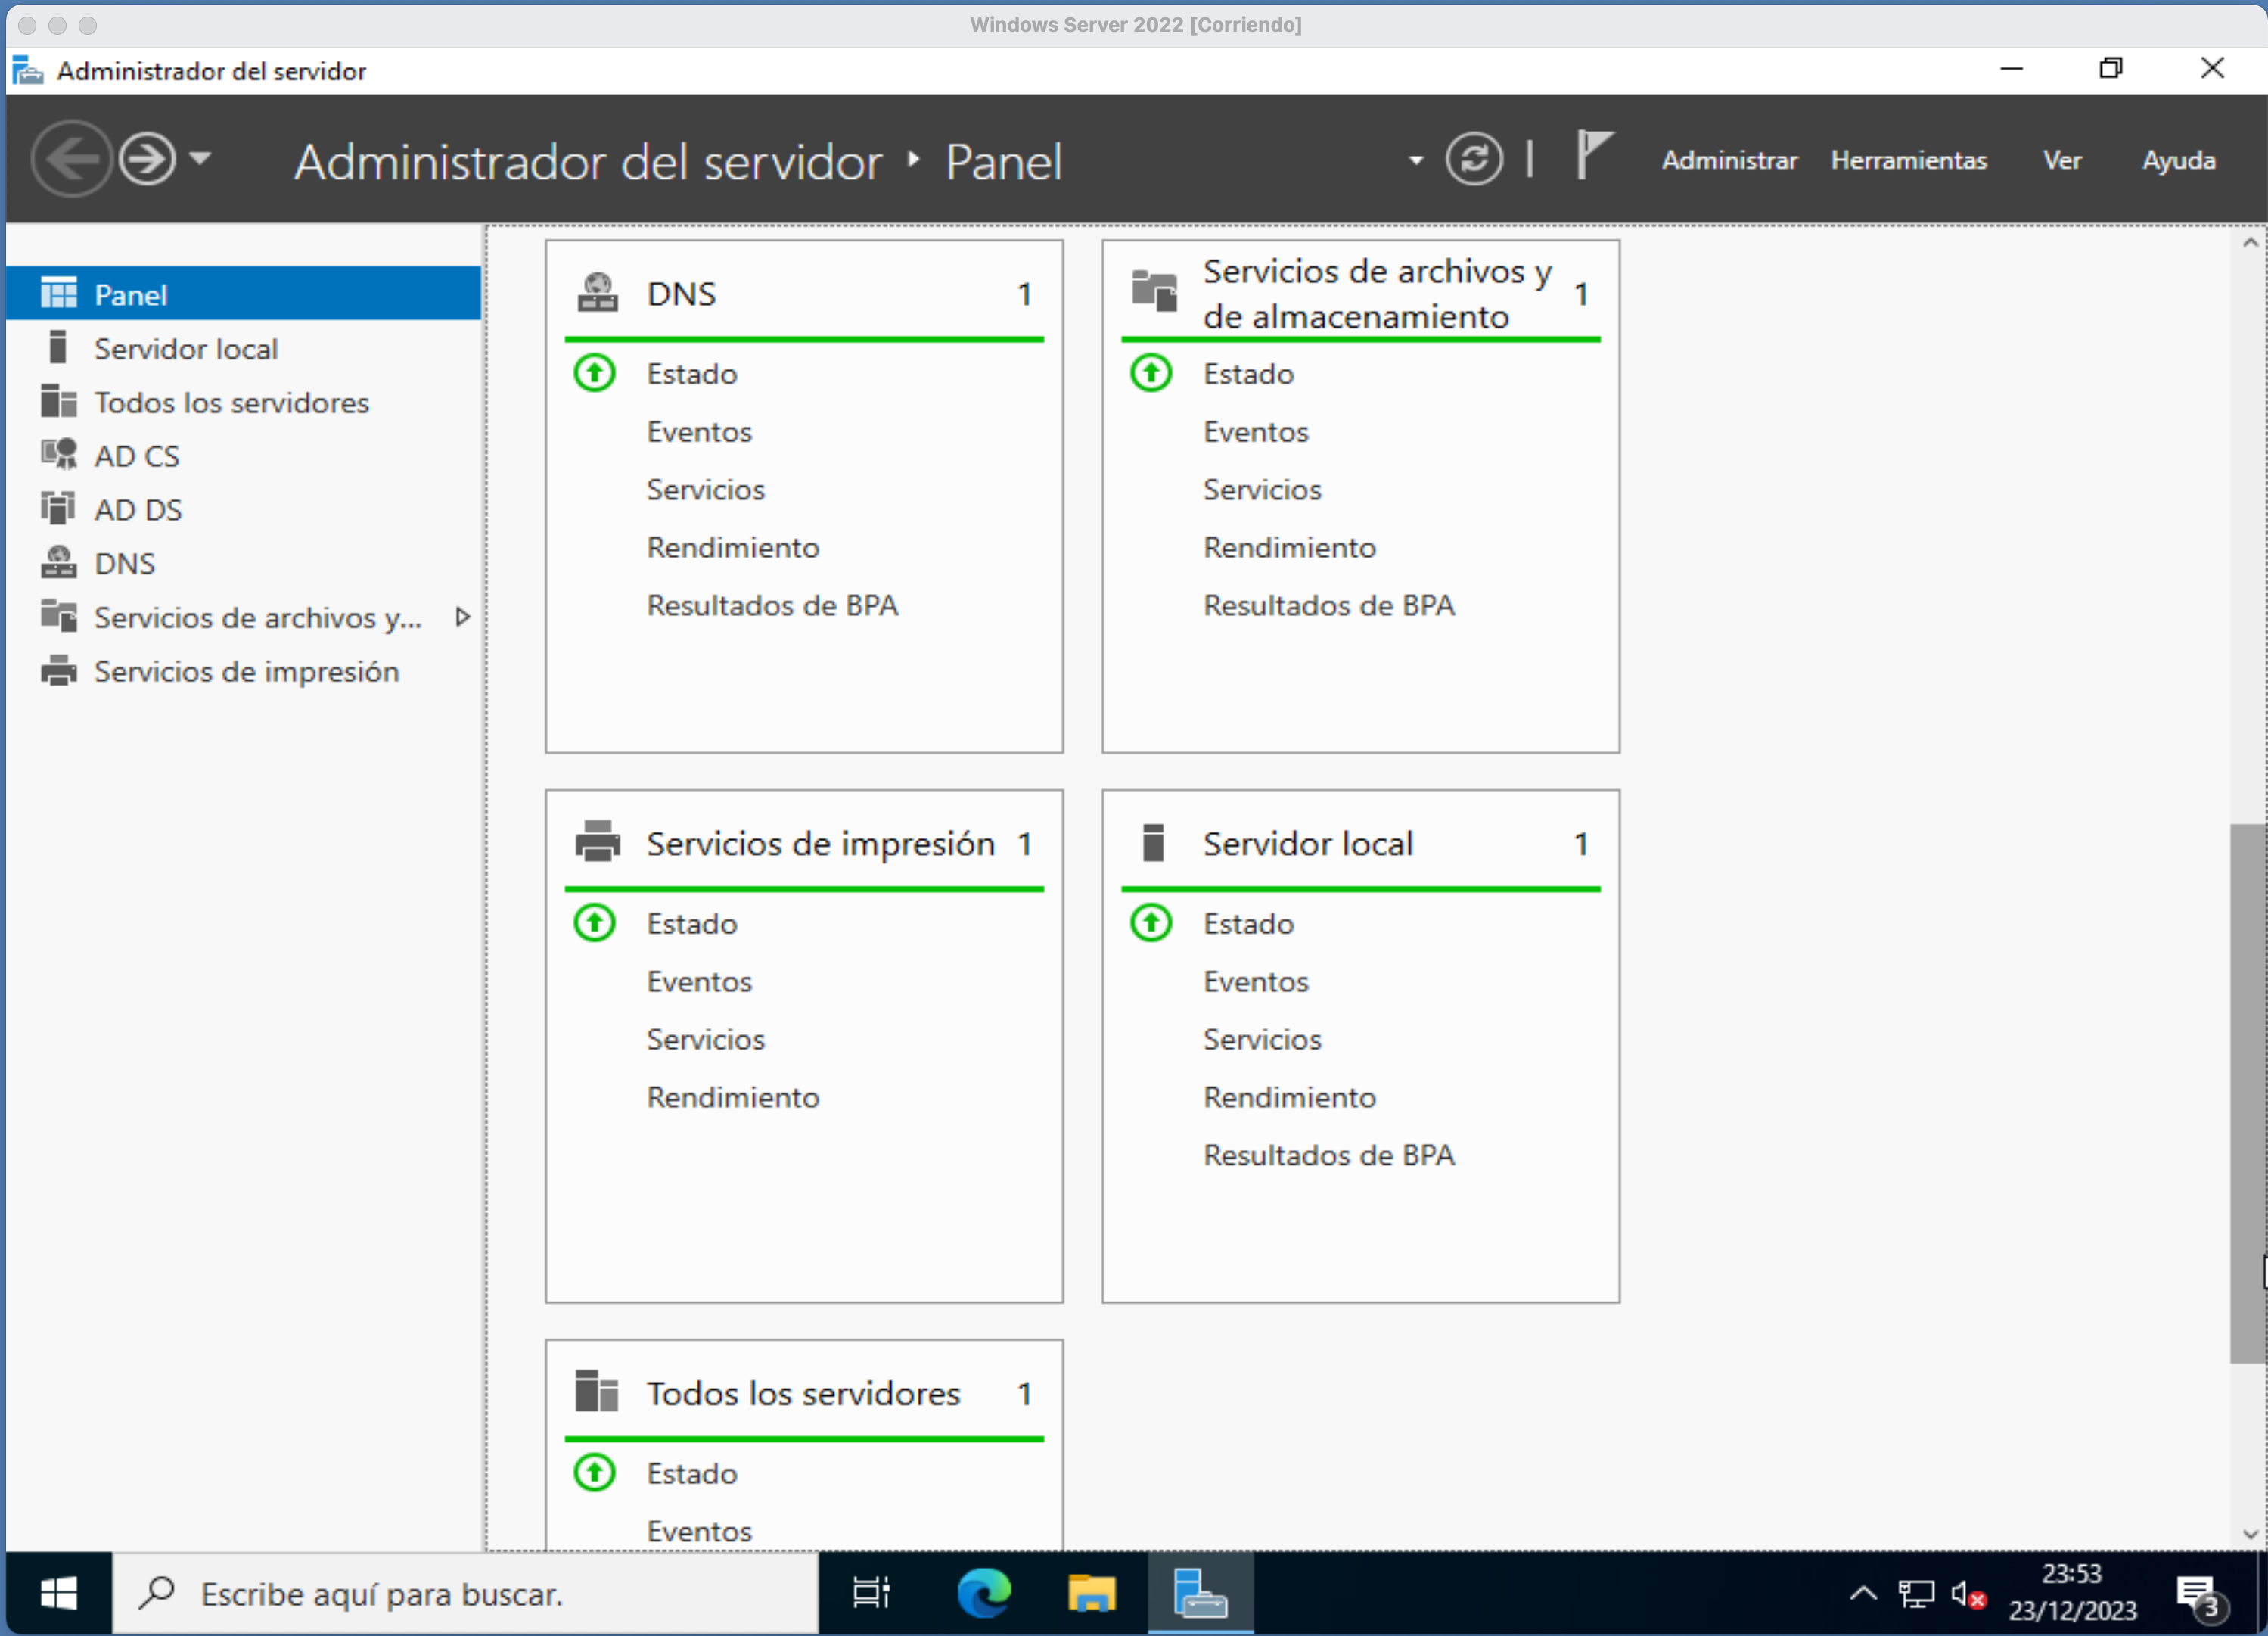 Windows Server 2022 [Corriendo]
Administrador del servidor
Administrador del servidor ‣ Panel
Administrar Herramientas Ver Ayuda
Panel
Servidor local
Todos los servidores
AD CS
AD DS
DNS
Servicios de archivos y...
Servicios de impresión
DNS 1
Estado
Eventos
Servicios
Rendimiento
Resultados de BPA
Servicios de archivos y
de almacenamiento 1
Estado
Eventos
Servicios
Rendimiento
Resultados de BPA
Servicios de impresión 1
Estado
Eventos
Servicios
Rendimiento
Servidor local 1
Estado
Eventos
Servicios
Rendimiento
Resultados de BPA
Todos los servidores 1
Estado
Eventos
Escribe aquí para buscar.
23:53
23/12/2023
3